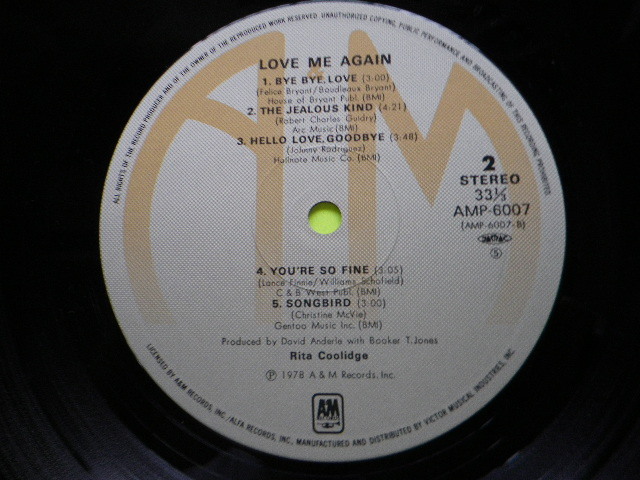 ALL RIGHTS OF THE RECORD PRODUCER AND OF THE OWNER OF THE REPRODUCED WORK RESERVED. UNAUTHORIZED COPYING, PUBLIC PERFORMANCE AND BROADCASTING OF THIS RECORDING PROHIBITED.
LOVE ME AGAIN
1. BYE BYE, LOVE (3:00)
(Felice Bryant/Boudleaux Bryant)
House of Bryant Publ. (BMI)
2. THE JEALOUS KIND (4:21)
(Robert Charles Guidry)
Arc Music (BMI)
3. HELLO LOVE, GOODBYE (3:48)
(Johnny Rodriguez)
Hallnote Music Co. (BMI)
2
STEREO
33⅓
AMP-6007
(AMP-6007-B)
Ⓢ
4. YOU'RE SO FINE (3:05)
(Lance Finnie/Williams Schofield)
C & B West Publ. (BMI)
5. SONGBIRD (3:00)
(Christine McVie)
Gentoo Music Inc. (BMI)
Produced by David Anderle with Booker T. Jones
Rita Coolidge
℗ 1978 A & M Records, Inc.
A&M
RECORDS
LICENSED BY A&M RECORDS, INC./ALFA RECORDS, INC. MANUFACTURED AND DISTRIBUTED BY VICTOR MUSICAL INDUSTRIES, INC.